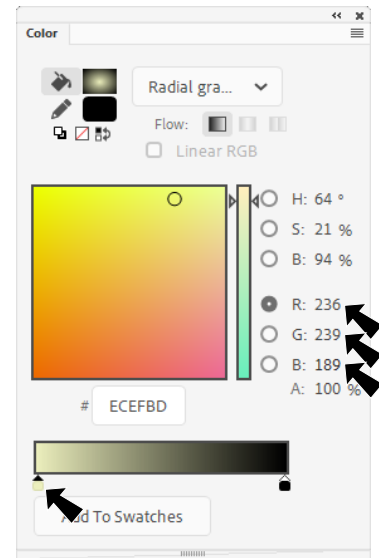 Color
Radial gra...
Flow:
Linear RGB
H: 64 °
S: 21 %
B: 94 %
R: 236
G: 239
B: 189
A: 100 %
# ECEFBD
Add To Swatches